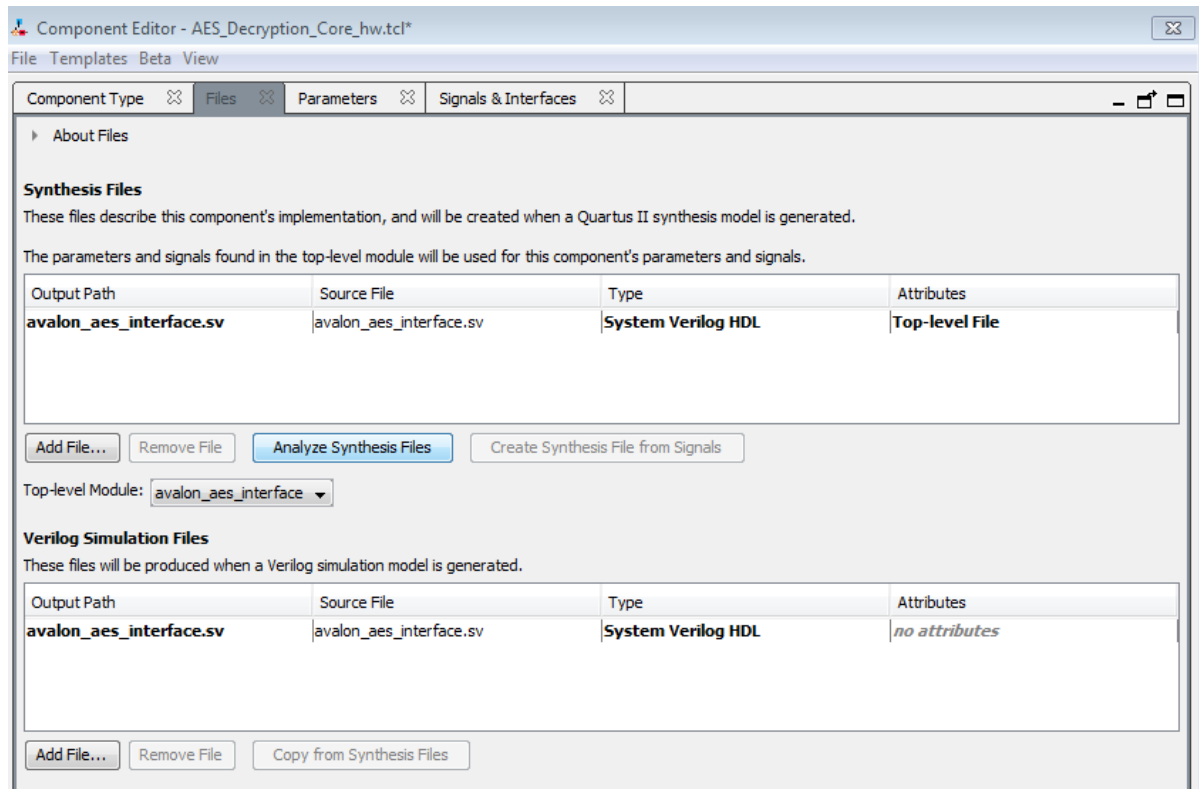 Component Editor - AES_Decryption_Core_hw.tcl*
File Templates Beta View
Component Type Files Parameters Signals & Interfaces
About Files
Synthesis Files
These files describe this component's implementation, and will be created when a Quartus II synthesis model is generated.
The parameters and signals found in the top-level module will be used for this component's parameters and signals.
Output Path Source File Type Attributes
avalon_aes_interface.sv avalon_aes_interface.sv System Verilog HDL Top-level File
Add File... Remove File Analyze Synthesis Files Create Synthesis File from Signals
Top-level Module: avalon_aes_interface
Verilog Simulation Files
These files will be produced when a Verilog simulation model is generated.
Output Path Source File Type Attributes
avalon_aes_interface.sv avalon_aes_interface.sv System Verilog HDL no attributes
Add File... Remove File Copy from Synthesis Files